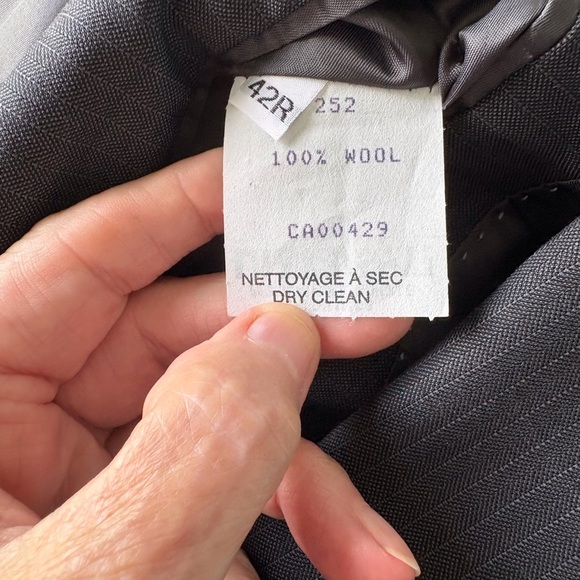 42R
252
100% WOOL
CA00429
NETTOYAGE À SEC
DRY CLEAN